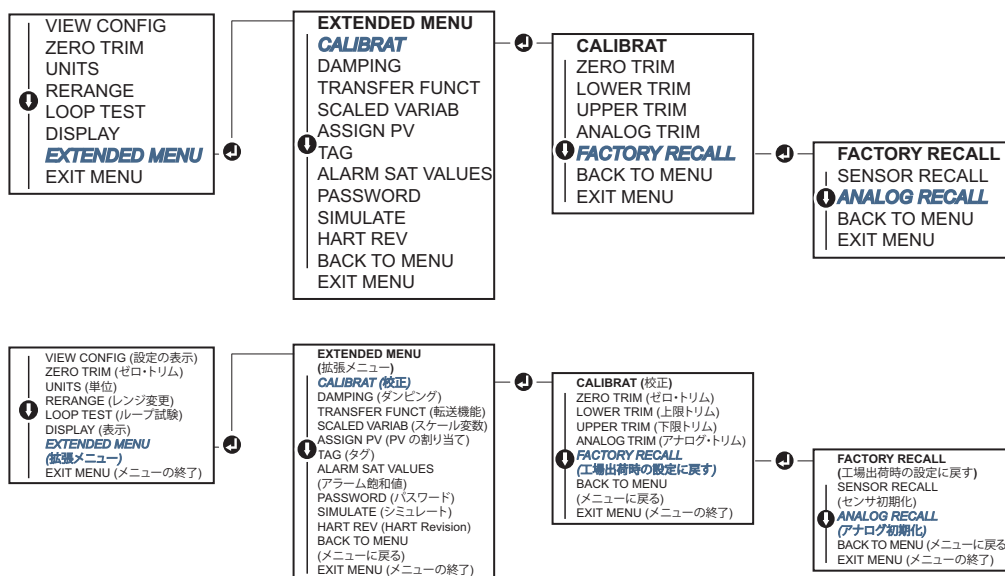 VIEW CONFIG
ZERO TRIM
UNITS
RERANGE
LOOP TEST
DISPLAY
EXTENDED MENU
EXIT MENU
EXTENDED MENU
CALIBRAT
DAMPING
TRANSFER FUNCT
SCALED VARIAB
ASSIGN PV
TAG
ALARM SAT VALUES
PASSWORD
SIMULATE
HART REV
BACK TO MENU
EXIT MENU
CALIBRAT
ZERO TRIM
LOWER TRIM
UPPER TRIM
ANALOG TRIM
FACTORY RECALL
BACK TO MENU
EXIT MENU
FACTORY RECALL
SENSOR RECALL
ANALOG RECALL
BACK TO MENU
EXIT MENU
VIEW CONFIG (設定の表示)
ZERO TRIM (ゼロ・トリム)
UNITS (単位)
RERANGE (レンジ変更)
LOOP TEST (ループ試験)
DISPLAY (表示)
EXTENDED MENU
(拡張メニュー)
EXIT MENU (メニューの終了)
EXTENDED MENU
(拡張メニュー)
CALIBRAT (校正)
DAMPING (ダンピング)
TRANSFER FUNCT (転送機能)
SCALED VARIAB (スケール変数)
ASSIGN PV (PV の割り当て)
TAG (タグ)
ALARM SAT VALUES
(アラーム飽和値)
PASSWORD (パスワード)
SIMULATE (シミュレート)
HART REV (HART Revision)
BACK TO MENU
(メニューに戻る)
EXIT MENU (メニューの終了)
CALIBRAT (校正)
ZERO TRIM (ゼロ・トリム)
LOWER TRIM (上限トリム)
UPPER TRIM (下限トリム)
ANALOG TRIM (アナログ・トリム)
FACTORY RECALL
(工場出荷時の設定に戻す)
BACK TO MENU
(メニューに戻る)
EXIT MENU (メニューの終了)
FACTORY RECALL
(工場出荷時の設定に戻す)
SENSOR RECALL
(センサ初期化)
ANALOG RECALL
(アナログ初期化)
BACK TO MENU (メニューに戻る
EXIT MENU (メニューの終了)